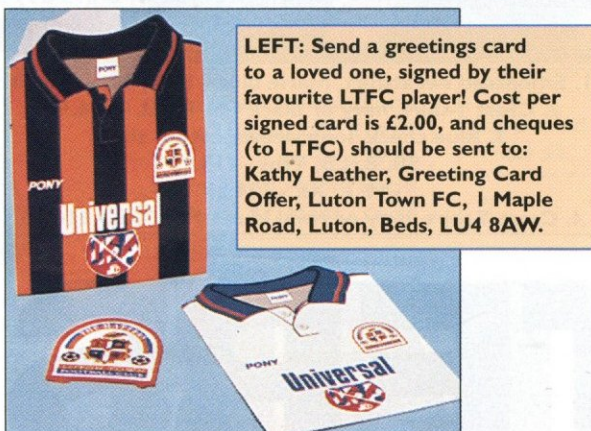 PONY
LEFT: Send a greetings card
to a loved one, signed by their
favourite LTFC player! Cost per
signed card is £2.00, and cheques
(to LTFC) should be sent to:
Kathy Leather, Greeting Card
Offer, Luton Town FC, 1 Maple
Road, Luton, Beds, LU4 8AW.
PONY
Universal
PONY
PONY
Universal